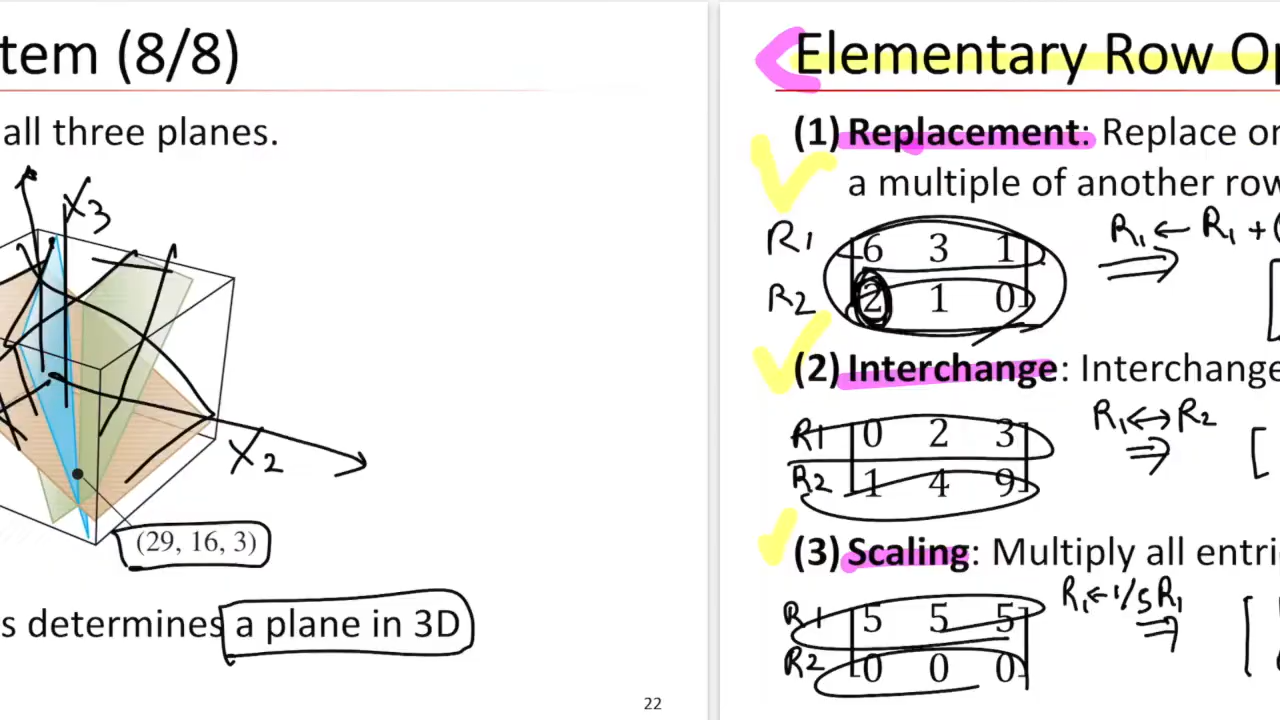 tem (8/8)
all three planes.
X3
X2
(29, 16, 3)
s determines a plane in 3D
22
Elementary Row Op
(1) Replacement: Replace or
a multiple of another row
R1 6 3 1 R1 ← R1 + (
R2 2 1 0 ⇒ [
(2) Interchange: Interchange
R1 0 2 3 R1 ↔ R2
R2 1 4 9 ⇒ [
(3) Scaling: Multiply all entri
R1 5 5 5 R1 ← 1/5 R1
R2 0 0 0 ⇒ [